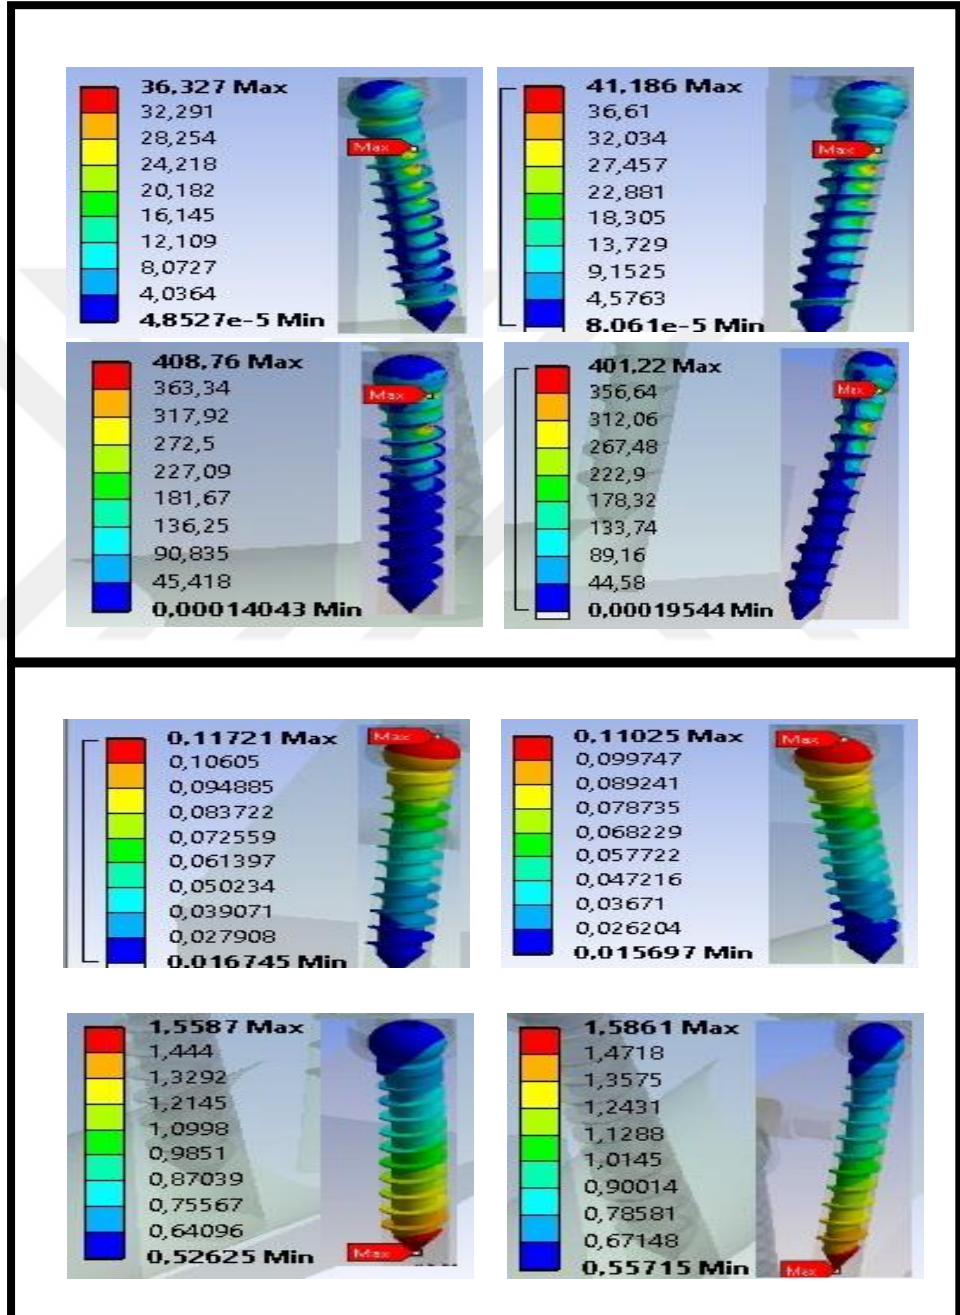 36,327 Max
32,291
28,254
24,218
20,182
16,145
12,109
8,0727
4,0364
4,8527e-5 Min
Max
41,186 Max
36,61
32,034
27,457
22,881
18,305
13,729
9,1525
4,5763
8,061e-5 Min
Max
408,76 Max
363,34
317,92
272,5
227,09
181,67
136,25
90,835
45,418
0,00014043 Min
Max
401,22 Max
356,64
312,06
267,48
222,9
178,32
133,74
89,16
44,58
0,00019544 Min
Max
0,11721 Max
0,10605
0,094885
0,083722
0,072559
0,061397
0,050234
0,039071
0,027908
0,016745 Min
Max
0,11025 Max
0,099747
0,089241
0,078735
0,068229
0,057722
0,047216
0,03671
0,026204
0,015697 Min
Max
1,5587 Max
1,444
1,3292
1,2145
1,0998
0,9851
0,87039
0,75567
0,64096
0,52625 Min
Max
1,5861 Max
1,4718
1,3575
1,2431
1,1288
1,0145
0,90014
0,78581
0,67148
0,55715 Min
Max